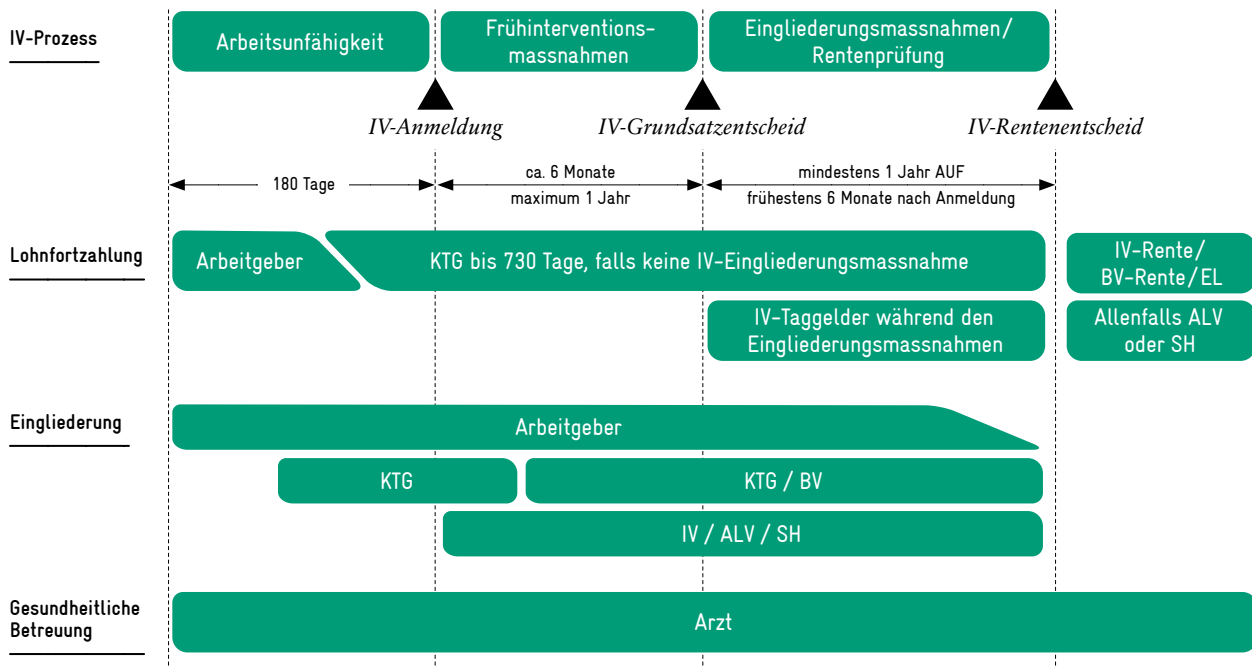 IV-Prozess
Arbeitsunfähigkeit
Frühinterventions-
massnahmen
Eingliederungsmassnahmen/
Rentenprüfung
IV-Anmeldung
IV-Grundsatzentscheid
IV-Rentenentscheid
180 Tage
ca. 6 Monate
maximum 1 Jahr
mindestens 1 Jahr AUF
frühestens 6 Monate nach Anmeldung
Lohnfortzahlung
Arbeitgeber
KTG bis 730 Tage, falls keine IV-Eingliederungsmassnahme
IV-Rente/
BV-Rente/EL
IV-Taggelder während den
Eingliederungsmassnahmen
Allenfalls ALV
oder SH
Eingliederung
Arbeitgeber
KTG
KTG / BV
IV / ALV / SH
Gesundheitliche
Betreuung
Arzt